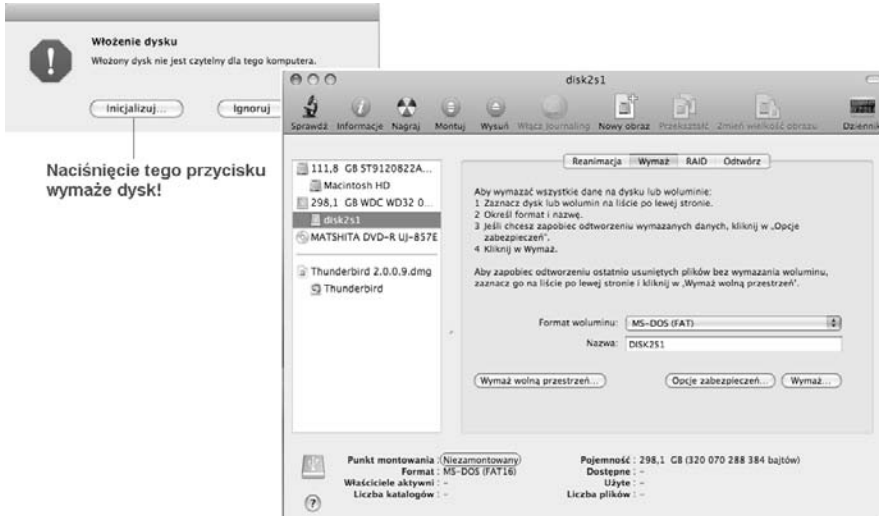 Włożenie dysku
Włożony dysk nie jest czytelny dla tego komputera.
Inicjalizuj...
Ignoruj
Naciśnięcie tego przycisku
wymaże dysk!
disk2s1
Sprawdź Informacje Nagraj Montuj Wysuń Włącz journaling Nowy obraz Przekształć Zmień wielkość obrazu Dziennik
111,8 GB ST9120822A...
Macintosh HD
298,1 GB WDC WD32 0...
disk2s1
MATSHITA DVD-R UJ-857E
Thunderbird 2.0.0.9.dmg
Thunderbird
Reanimacja Wymaż RAID Odtwórz
Aby wymazać wszystkie dane na dysku lub woluminie:
1 Zaznacz dysk lub wolumin na liście po lewej stronie.
2 Określ format i nazwę.
3 Jeśli chcesz zapobiec odtworzeniu wymazanych danych, kliknij w „Opcje
zabezpieczeń”.
4 Kliknij w Wymaż.
Aby zapobiec odtworzeniu ostatnio usuniętych plików bez wymazania woluminu,
zaznacz go na liście po lewej stronie i kliknij w „Wymaż wolną przestrzeń”.
Format woluminu: MS-DOS (FAT)
Nazwa: DISK2S1
Wymaż wolną przestrzeń... Opcje zabezpieczeń... Wymaż...
Punkt montowania : Niezamontowany
Format : MS-DOS (FAT16)
Właściciele aktywni : -
Liczba katalogów : -
Pojemność : 298,1 GB (320 070 288 384 bajtów)
Dostępne : -
Użyte : -
Liczba plików : -